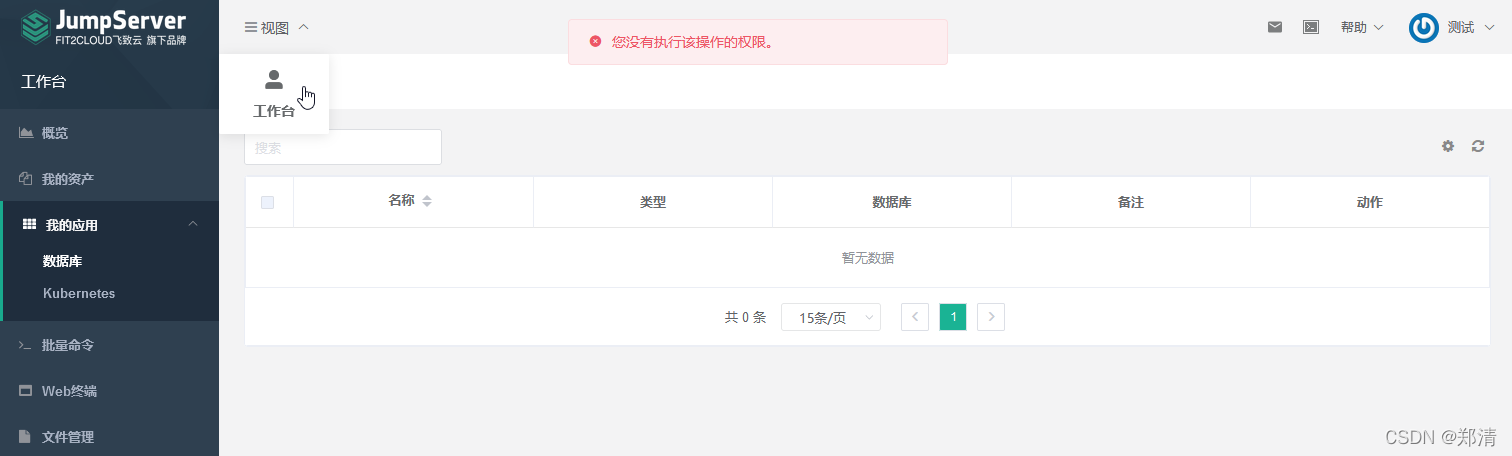 JumpServer
FIT2CLOUD飞致云 旗下品牌
视图
您没有执行该操作的权限。
帮助
测试
工作台
工作台
概览
我的资产
我的应用
数据库
Kubernetes
批量命令
Web终端
文件管理
搜索
名称 类型 数据库 备注 动作
暂无数据
共 0 条 15条/页 1
CSDN @郑清